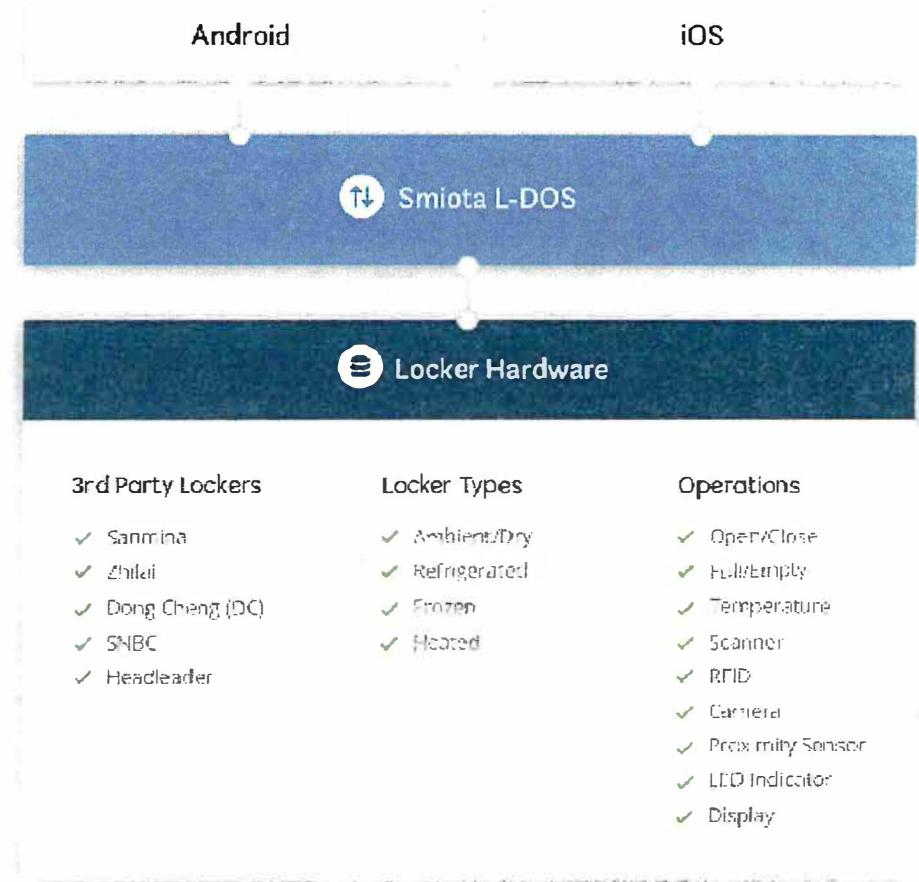 Android
iOS
Smiota L-DOS
Locker Hardware
3rd Party Lockers
Sanmina
Zhilai
Dong Cheng (DC)
SNBC
Headleader
Locker Types
Ambient/Dry
Refrigerated
Frozen
Heated
Operations
Open/Close
Full/Empty
Temperature
Scanner
RFID
Camera
Proximity Sensor
LED Indicator
Display